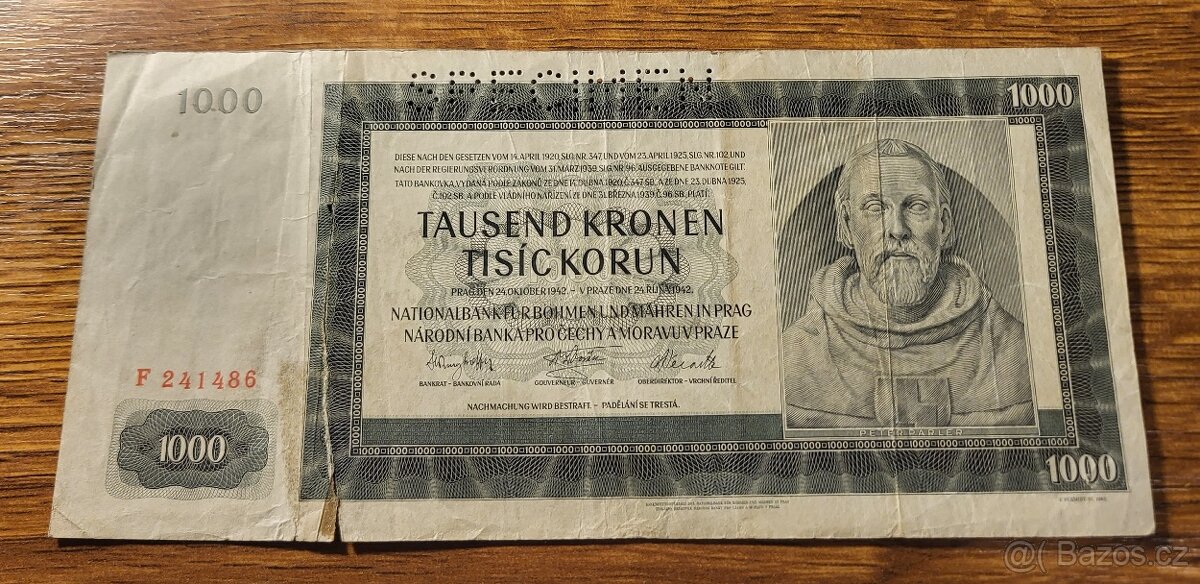 SPECIMEN
1000
1000
DIESE NACH DEN GESETZEN VOM 14. APRIL 1920, SLG. NR. 347, UND VOM 23. APRIL 1925, SLG. NR. 102, UND
NACH DER REGIERUNGSVERORDNUNG VOM 31. MÄRZ 1939, SLG. NR. 96, AUSGEGEBENE BANKNOTE GILT.
TATO BANKOVKA, VYDANÁ PODLE ZÁKONŮ ZE DNE 14. DUBNA 1920, Č. 347 SB. A ZE DNE 23. DUBNA 1925,
Č. 102 SB. A PODLE VLÁDNÍHO NAŘÍZENÍ ZE DNE 31. BŘEZNA 1939, Č. 96 SB., PLATÍ.
TAUSEND KRONEN
TISÍC KORUN
PRAG, DEN 24. OKTOBER 1942. – V PRAZE DNE 24. ŘÍJNA 1942.
NATIONALBANK FÜR BÖHMEN UND MÄHREN IN PRAG
NÁRODNÍ BANKA PRO ČECHY A MORAVU V PRAZE
BANKRAT - BANKOVNÍ RADA
GOUVERNEUR - GUVERNÉR
OBERDIREKTOR - VRCHNÍ ŘEDITEL
NACHMACHUNG WIRD BESTRAFT. – PADĚLÁNÍ SE TRESTÁ.
F 241486
1000
PETER PARLER
1000
@( Bazos.cz